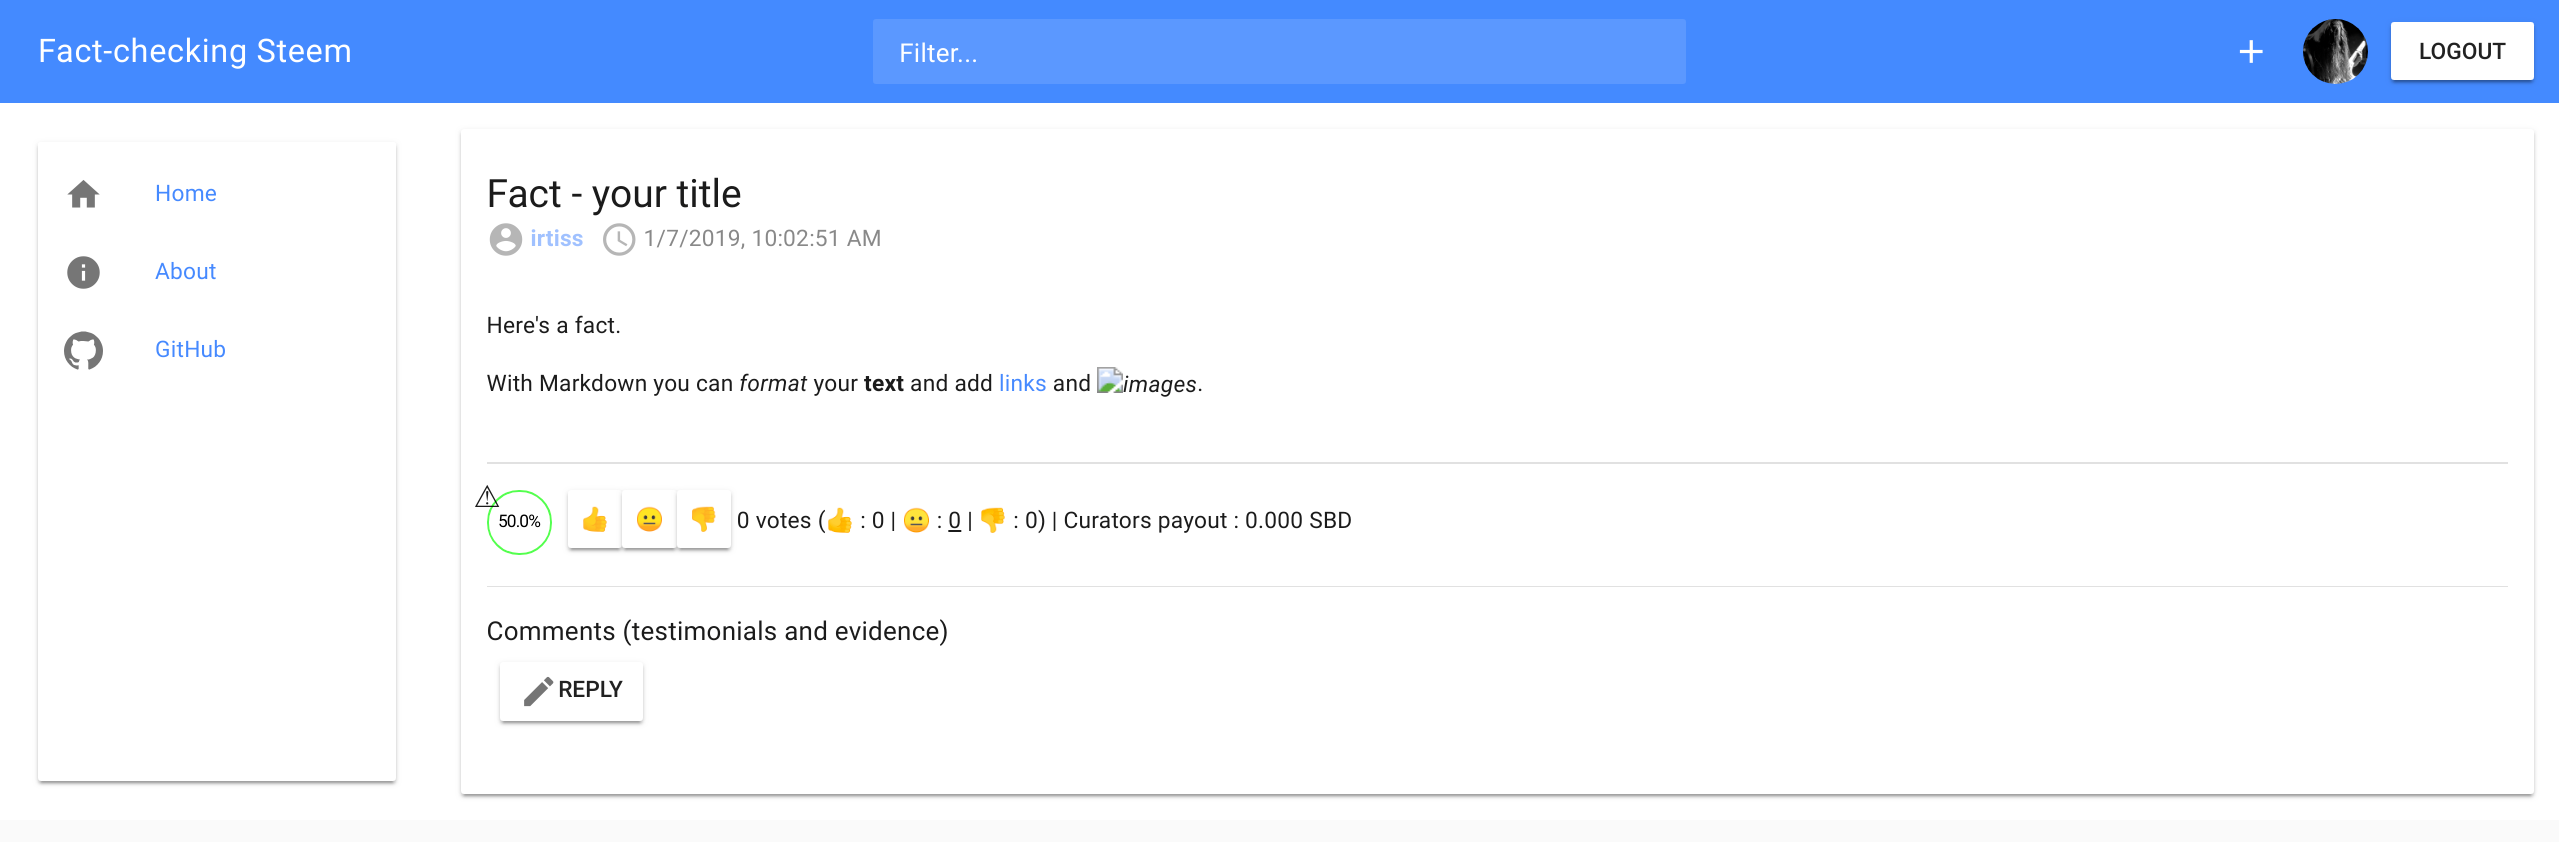 Fact-checking Steem
Filter...
LOGOUT
Home
About
GitHub
Fact - your title
irtiss 1/7/2019, 10:02:51 AM
Here's a fact.
With Markdown you can format your text and add links and images.
50.0% 0 votes (👍 : 0 | 😐 : 0 | 👎 : 0) | Curators payout : 0.000 SBD
Comments (testimonials and evidence)
REPLY